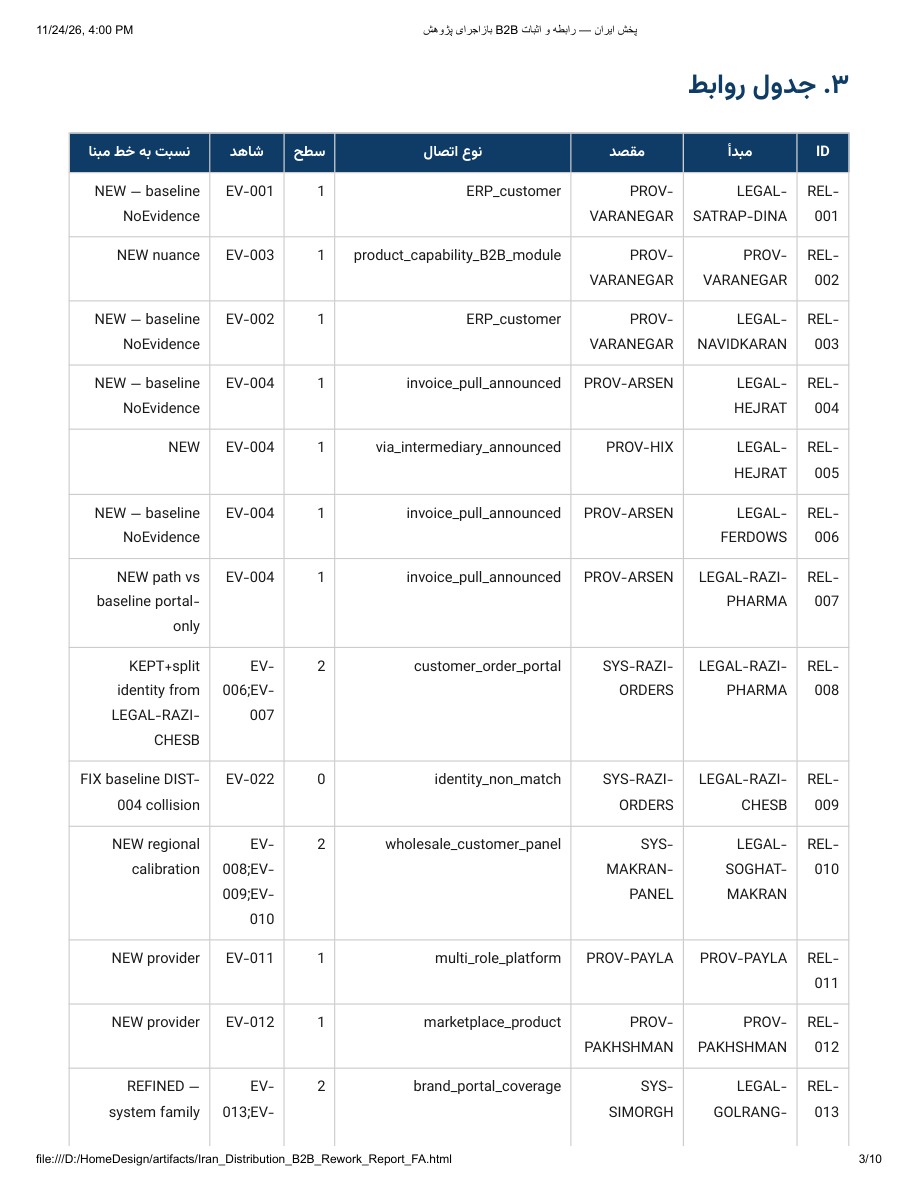 11/24/26, 4:00 PM
پخش ایران — رابطه و اثبات B2B بازاجرای پژوهش
۳. جدول روابط
ID مبدأ مقصد نوع اتصال سطح شاهد نسبت به خط مبنا
REL- LEGAL- PROV- ERP_customer 1 EV-001 NEW — baseline
001 SATRAP-DINA VARANEGAR NoEvidence
REL- PROV- PROV- product_capability_B2B_module 1 EV-003 NEW nuance
002 VARANEGAR VARANEGAR
REL- LEGAL- PROV- ERP_customer 1 EV-002 NEW — baseline
003 NAVIDKARAN VARANEGAR NoEvidence
REL- LEGAL- PROV-ARSEN invoice_pull_announced 1 EV-004 NEW — baseline
004 HEJRAT NoEvidence
REL- LEGAL- PROV-HIX via_intermediary_announced 1 EV-004 NEW
005 HEJRAT
REL- LEGAL- PROV-ARSEN invoice_pull_announced 1 EV-004 NEW — baseline
006 FERDOWS NoEvidence
REL- LEGAL-RAZI- PROV-ARSEN invoice_pull_announced 1 EV-004 NEW path vs
007 PHARMA baseline portal-
only
REL- LEGAL-RAZI- SYS-RAZI- customer_order_portal 2 EV- KEPT+split
008 PHARMA ORDERS 006;EV- identity from
007 LEGAL-RAZI-
CHESB
REL- LEGAL-RAZI- SYS-RAZI- identity_non_match 0 EV-022 FIX baseline DIST-
009 CHESB ORDERS 004 collision
REL- LEGAL- SYS- wholesale_customer_panel 2 EV- NEW regional
010 SOGHAT- MAKRAN- 008;EV- calibration
MAKRAN PANEL 009;EV-
010
REL- PROV-PAYLA PROV-PAYLA multi_role_platform 1 EV-011 NEW provider
011
REL- PROV- PROV- marketplace_product 1 EV-012 NEW provider
012 PAKHSHMAN PAKHSHMAN
REL- LEGAL- SYS- brand_portal_coverage 2 EV- REFINED —
013 GOLRANG- SIMORGH 013;EV- system family
file:///D:/HomeDesign/artifacts/Iran_Distribution_B2B_Rework_Report_FA.html
3/10